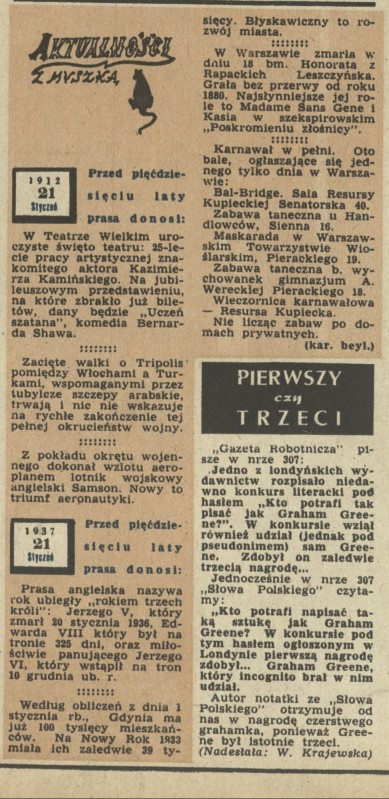 AKTUALNOŚCI
Z MYSZKĄ
1912
21
Styczeń
Przed pięćdzie-
sięciu laty
prasa donosi:
W Teatrze Wielkim uro-
czyste święto teatru: 25-le-
cie pracy artystycznej zna-
komitego aktora Kazimie-
rza Kamińskiego. Na jubi-
leuszowym przedstawieniu,
na które zbrakło już bile-
tów, dany będzie „Uczeń
szatana”, komedia Bernar-
da Shawa.
Zacięte walki o Tripolis
pomiędzy Włochami a Tur-
kami, wspomaganymi przez
tubylcze szczepy arabskie,
trwają i nic nie wskazuje
na rychłe zakończenie tej
pełnej okrucieństw wojny.
Z pokładu okrętu wojen-
nego dokonał wzlotu aero-
planem lotnik wojskowy
angielski Samson. Nowy to
triumf aeronautyki.
1937
21
Styczeń
Przed pięćdzie-
sięciu laty
prasa donosi:
Prasa angielska nazywa
rok ubiegły „rokiem trzech
króli”: Jerzego V, który
zmarł 20 stycznia 1936, Ed-
warda VIII który był na
tronie 325 dni, oraz miło-
ściwie panującego Jerzego
VI, który wstąpił na tron
10 grudnia ub. r.
Według obliczeń z dnia 1
stycznia rb., Gdynia ma
już 100 tysięcy mieszkań-
ców. Na Nowy Rok 1933
miała ich zaledwie 39 ty-
sięcy. Błyskawiczny to ro-
zwój miasta.
W Warszawie zmarła w
dniu 18 bm. Honorata z
Rapackich Leszczyńska.
Grała bez przerwy od roku
1880. Najsłynniejsze jej ro-
le to Madame Sans Gene i
Kasia w szekspirowskim
„Poskromieniu złośnicy”.
Karnawał w pełni. Oto
bale, ogłaszające się jed-
nego tylko dnia w Warsza-
wie:
Bal-Bridge. Sala Resursy
Kupieckiej Senatorska 40.
Zabawa taneczna u Han-
dlowców, Sienna 16.
Maskarada w Warszaw-
skim Towarzystwie Wio-
ślarskim, Pierackiego 19.
Zabawa taneczna b. wy-
chowanek gimnazjum A.
Wereckiej Pierackiego 18.
Wieczornica karnawałowa
— Resursa Kupiecka.
Nie licząc zabaw po do-
mach prywatnych.
(kar. beyl.)
PIERWSZY
czy
TRZECI
„Gazeta Robotnicza” pi-
sze w nrze 307:
Jedno z londyńskich wy-
dawnictw rozpisało nieda-
wno konkurs literacki pod
hasłem „Kto potrafi tak
pisać jak Graham Gree-
ne?”. W konkursie wziął
również udział (jednak pod
pseudonimem) sam Gree-
ne. Zdobył on zaledwie
trzecią nagrodę...
Jednocześnie w nrze 307
„Słowa Polskiego” czyta-
my:
„Kto potrafi napisać ta-
ką sztukę jak Graham
Greene? W konkursie pod
tym hasłem ogłoszonym w
Londynie pierwszą nagrodę
zdobył... Graham Greene,
który incognito brał w nim
udział.
Autor notatki ze „Słowa
Polskiego” otrzymuje od
nas w nagrodę czerstwego
grahamka, ponieważ Gree-
ne był istotnie trzeci.
(Nadesłała: W. Krajewska)